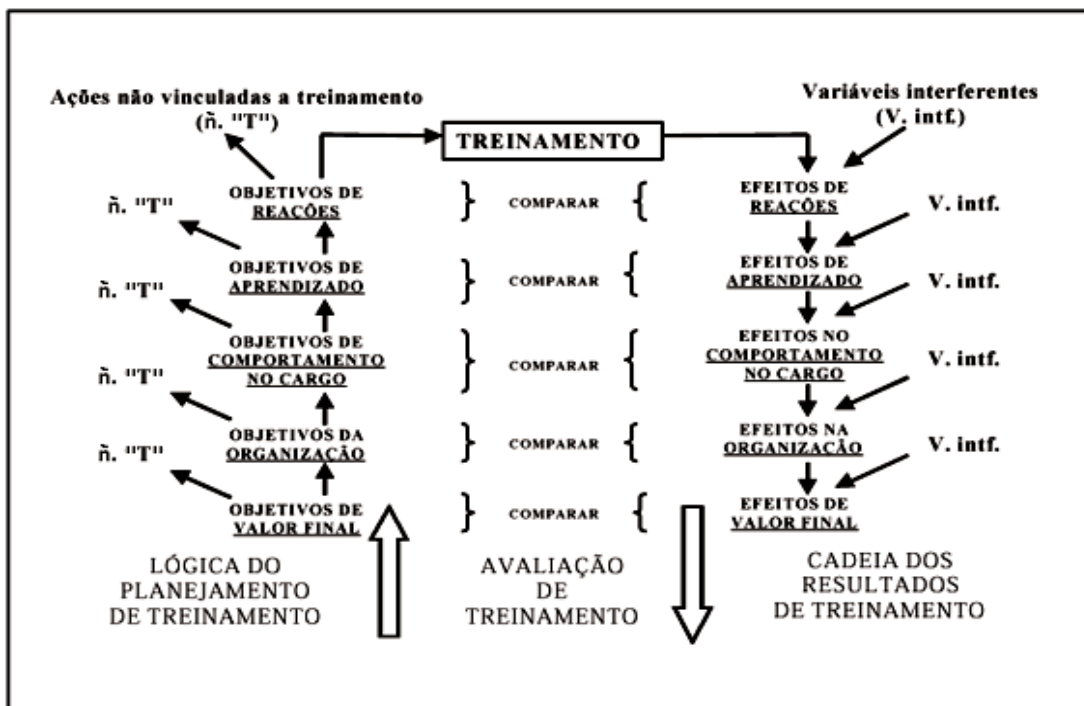 Ações não vinculadas a treinamento
(ñ. "T")
Variáveis interferentes
(V. intf.)
TREINAMENTO
OBJETIVOS DE
REAÇÕES
COMPARAR
EFEITOS DE
REAÇÕES
ñ. "T"
V. intf.
OBJETIVOS DE
APRENDIZADO
COMPARAR
EFEITOS DE
APRENDIZADO
ñ. "T"
V. intf.
OBJETIVOS DE
COMPORTAMENTO
NO CARGO
COMPARAR
EFEITOS NO
COMPORTAMENTO
NO CARGO
ñ. "T"
V. intf.
OBJETIVOS DA
ORGANIZAÇÃO
COMPARAR
EFEITOS NA
ORGANIZAÇÃO
ñ. "T"
V. intf.
OBJETIVOS DE
VALOR FINAL
COMPARAR
EFEITOS DE
VALOR FINAL
LÓGICA DO
PLANEJAMENTO
DE TREINAMENTO
AVALIAÇÃO
DE
TREINAMENTO
CADEIA DOS
RESULTADOS
DE TREINAMENTO